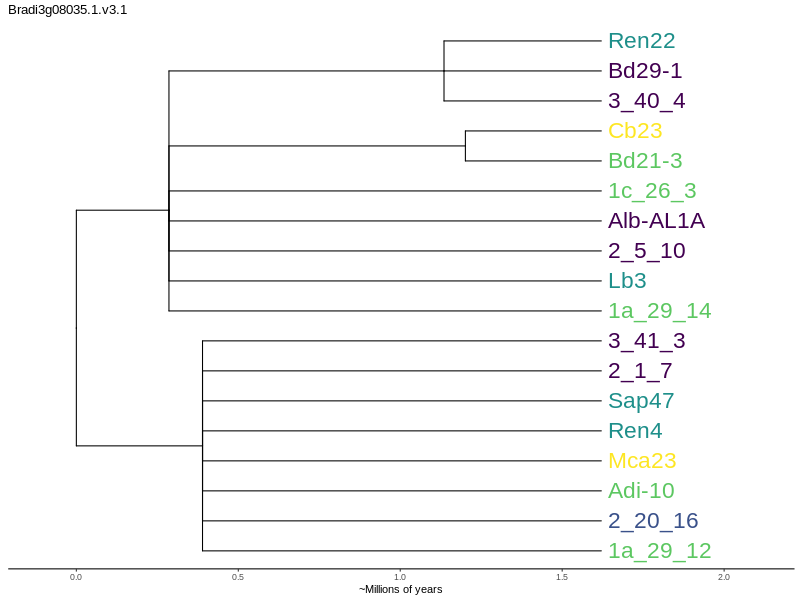 Bradi3g08035.1.v3.1
Ren22
Bd29-1
3_40_4
Cb23
Bd21-3
1c_26_3
Alb-AL1A
2_5_10
Lb3
1a_29_14
3_41_3
2_1_7
Sap47
Ren4
Mca23
Adi-10
2_20_16
1a_29_12
0.0 0.5 1.0 1.5 2.0
~Millions of years